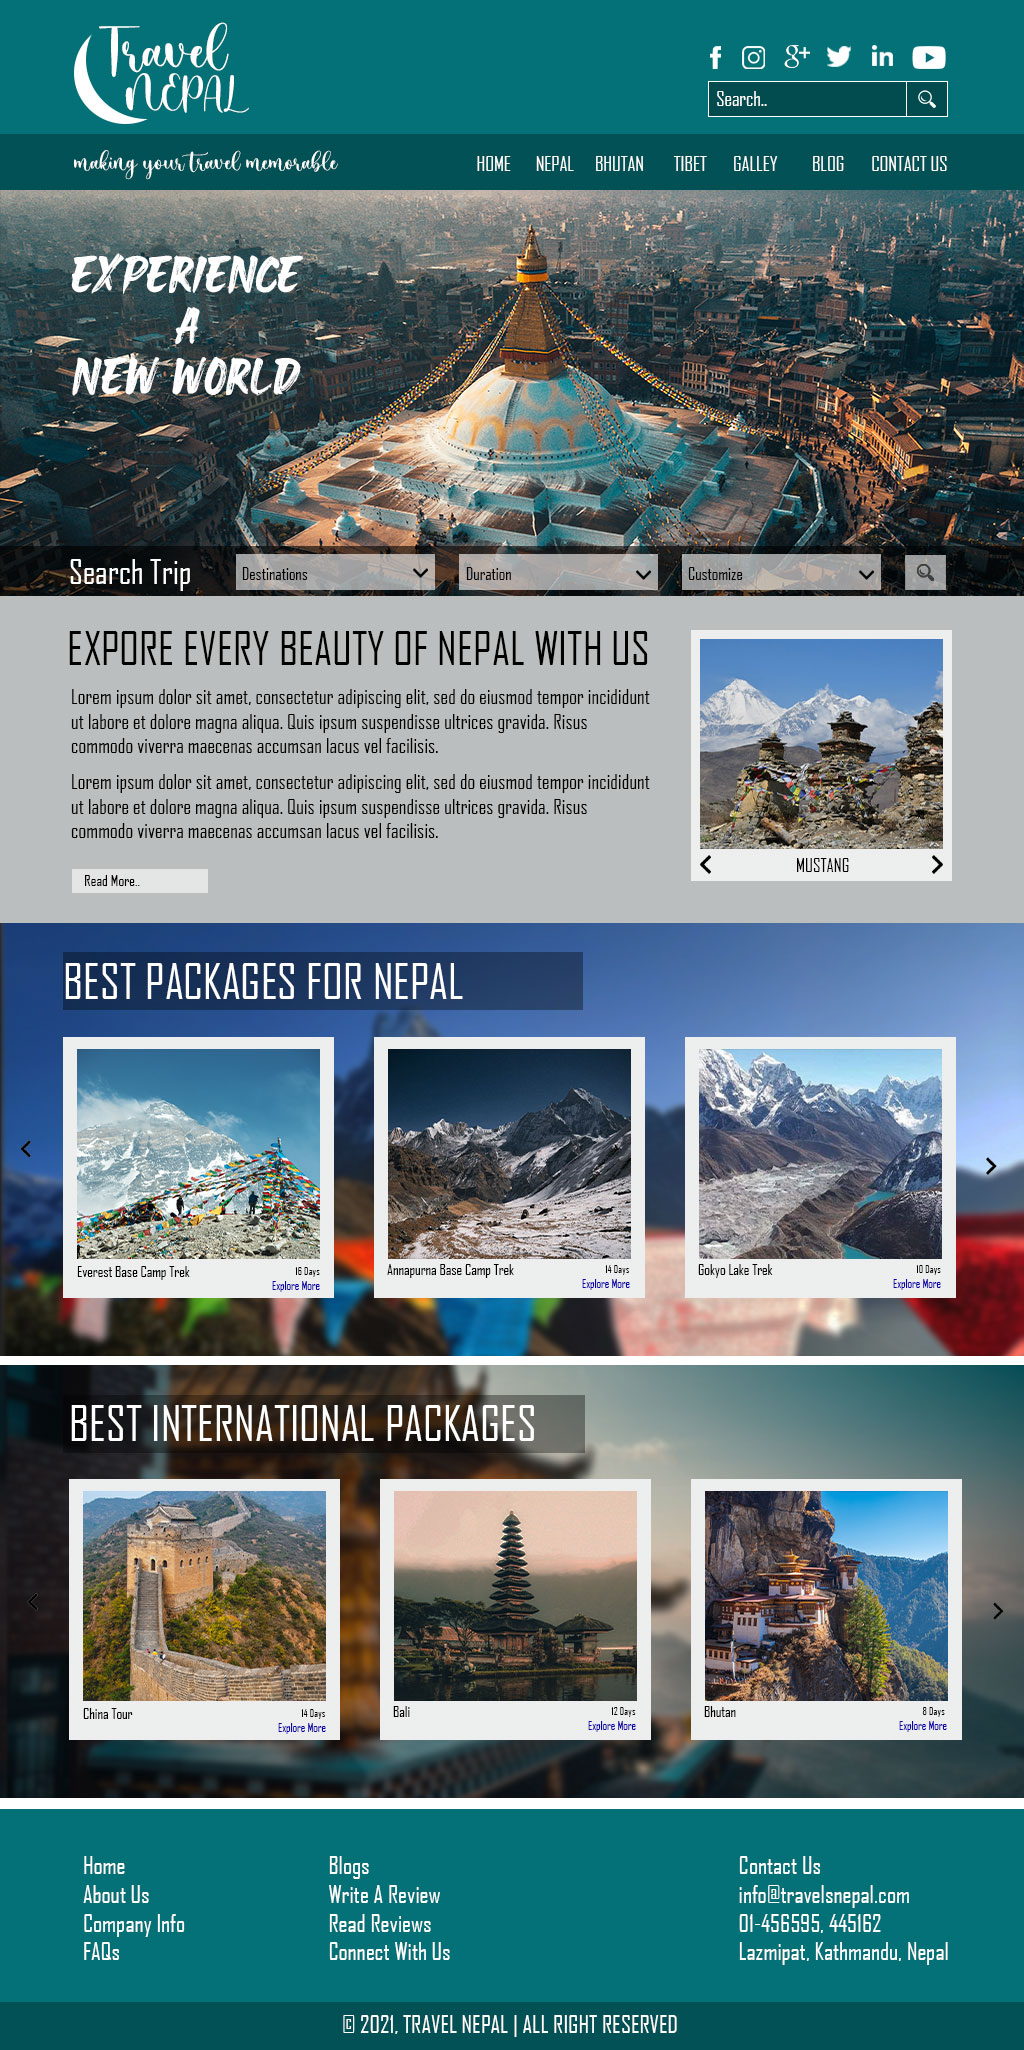 Travel
NEPAL
Search..
making your travel memorable
HOME NEPAL BHUTAN TIBET GALLEY BLOG CONTACT US
EXPERIENCE
A
NEW WORLD
Search Trip Destinations Duration Customize
EXPORE EVERY BEAUTY OF NEPAL WITH US
Lorem ipsum dolor sit amet, consectetur adipiscing elit, sed do eiusmod tempor incididunt
ut labore et dolore magna aliqua. Quis ipsum suspendisse ultrices gravida. Risus
commodo viverra maecenas accumsan lacus vel facilisis.
Lorem ipsum dolor sit amet, consectetur adipiscing elit, sed do eiusmod tempor incididunt
ut labore et dolore magna aliqua. Quis ipsum suspendisse ultrices gravida. Risus
commodo viverra maecenas accumsan lacus vel facilisis.
Read More..
MUSTANG
BEST PACKAGES FOR NEPAL
Everest Base Camp Trek
16 Days
Explore More
Annapurna Base Camp Trek
14 Days
Explore More
Gokyo Lake Trek
10 Days
Explore More
BEST INTERNATIONAL PACKAGES
China Tour
14 Days
Explore More
Bali
12 Days
Explore More
Bhutan
8 Days
Explore More
Home
About Us
Company Info
FAQs
Blogs
Write A Review
Read Reviews
Connect With Us
Contact Us
info@travelsnepal.com
01-456595, 445162
Lazmipat, Kathmandu, Nepal
© 2021, TRAVEL NEPAL | ALL RIGHT RESERVED